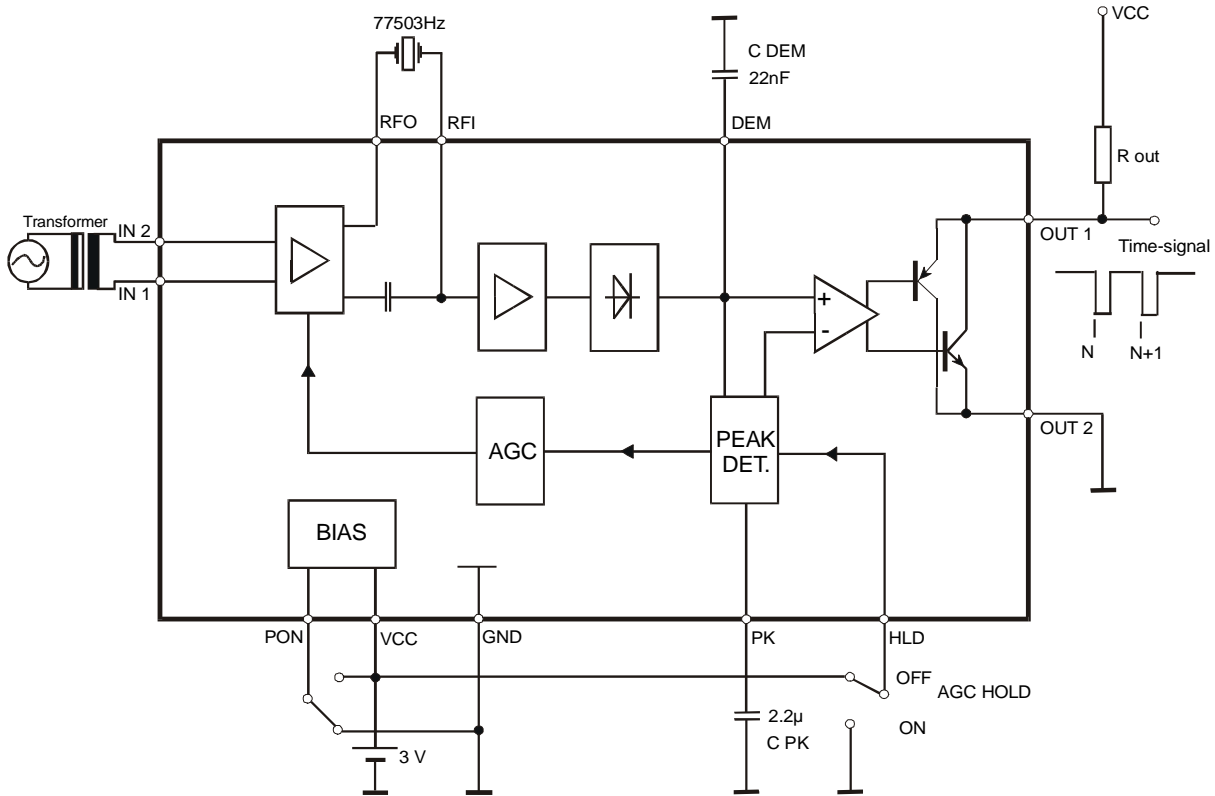 77503Hz
VCC
C DEM
22nF
RFO
RFI
DEM
R out
Transformer
IN 2
IN 1
OUT 1
Time-signal
+
-
N
N+1
OUT 2
AGC
PEAK
DET.
BIAS
PON
VCC
GND
PK
HLD
OFF
AGC HOLD
ON
2.2µ
C PK
3 V